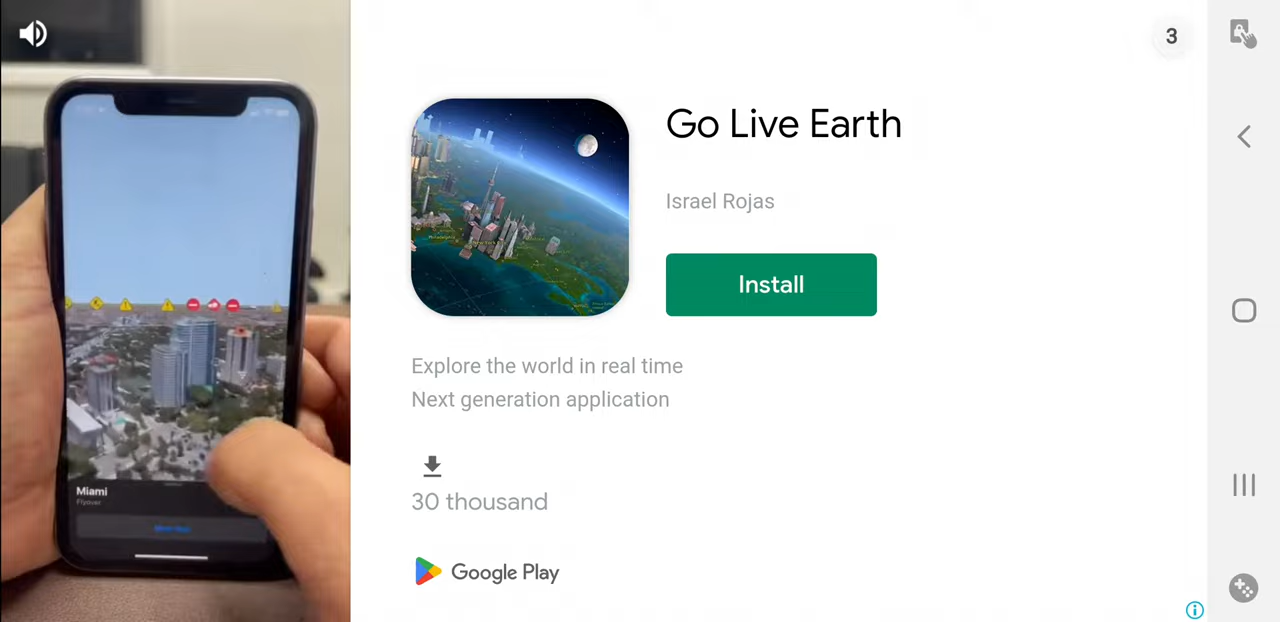 3
Go Live Earth
Israel Rojas
Install
Explore the world in real time
Next generation application
30 thousand
Google Play
Miami
Flyover